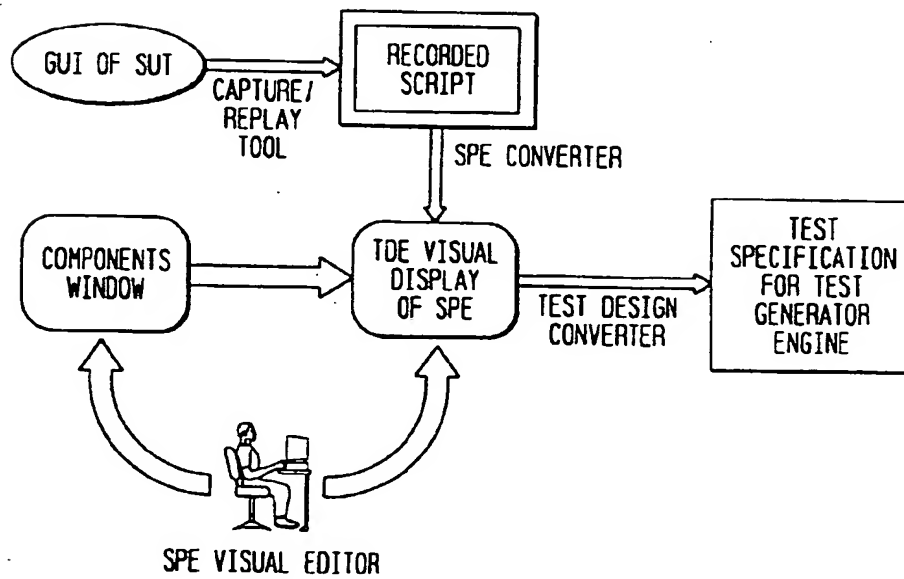 GUI OF SUT
CAPTURE/
REPLAY
TOOL
RECORDED
SCRIPT
SPE CONVERTER
COMPONENTS
WINDOW
TDE VISUAL
DISPLAY
OF SPE
TEST DESIGN
CONVERTER
TEST
SPECIFICATION
FOR TEST
GENERATOR
ENGINE
SPE VISUAL EDITOR